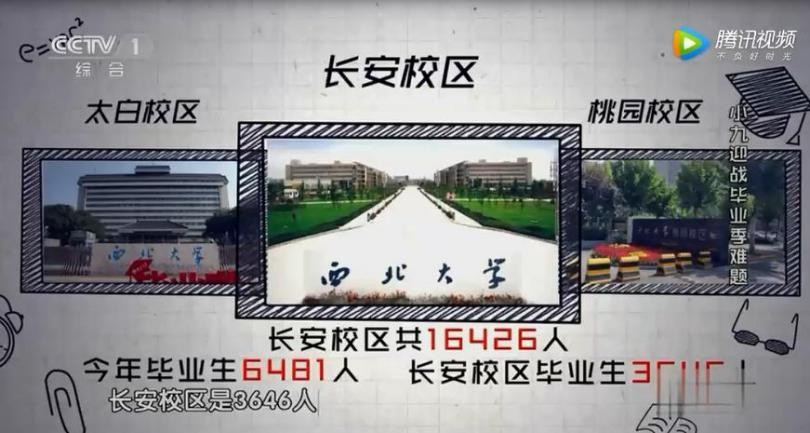 e=mc²
CCTV 1
综合
腾讯视频
不负好时光
长安校区
太白校区
桃园校区
小九迎战毕业季难题
西北大学
西北大学
长安校区共16426人
今年毕业生6481人
长安校区毕业生
长安校区是3646人